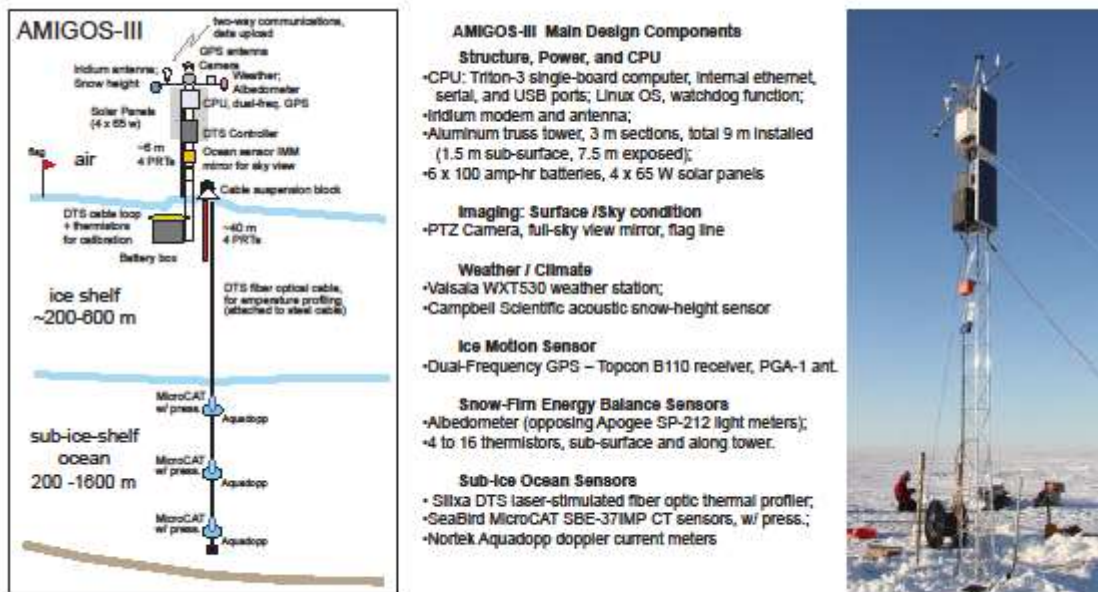 AMIGOS-III
two-way communications,
data upload
GPS antenna
Camera
Iridium antenna;
Snow height
Weather;
Albedometer
CPU, dual-freq. GPS
Solar Panels
(4 x 65 w)
DTS Controller
~6 m
4 PRTs
Ocean sensor IMM
mirror for sky view
flag
air
Cable suspension block
DTS cable loop
+ thermistors
for calibration
~40 m
4 PRTs
Battery box
DTS fiber optical cable,
for emperature profiling
(attached to steel cable)
ice shelf
~200-600 m
MicroCAT
w/ press.
Aquadopp
sub-ice-shelf
ocean
200 -1600 m
MicroCAT
w/ press.
Aquadopp
MicroCAT
w/ press.
Aquadopp
AMIGOS-III Main Design Components
Structure, Power, and CPU
•CPU: Triton-3 single-board computer, internal ethernet,
serial, and USB ports; Linux OS, watchdog function;
•Iridium modem and antenna;
•Aluminum truss tower, 3 m sections, total 9 m installed
(1.5 m sub-surface, 7.5 m exposed);
•6 x 100 amp-hr batteries, 4 x 65 W solar panels
Imaging: Surface /Sky condition
•PTZ Camera, full-sky view mirror, flag line
Weather / Climate
•Vaisala WXT530 weather station;
•Campbell Scientific acoustic snow-height sensor
Ice Motion Sensor
•Dual-Frequency GPS – Topcon B110 receiver, PGA-1 ant.
Snow-Firn Energy Balance Sensors
•Albedometer (opposing Apogee SP-212 light meters);
•4 to 16 thermistors, sub-surface and along tower.
Sub-Ice Ocean Sensors
• Silixa DTS laser-stimulated fiber optic thermal profiler;
•SeaBird MicroCAT SBE-37IMP CT sensors, w/ press.;
•Nortek Aquadopp doppler current meters